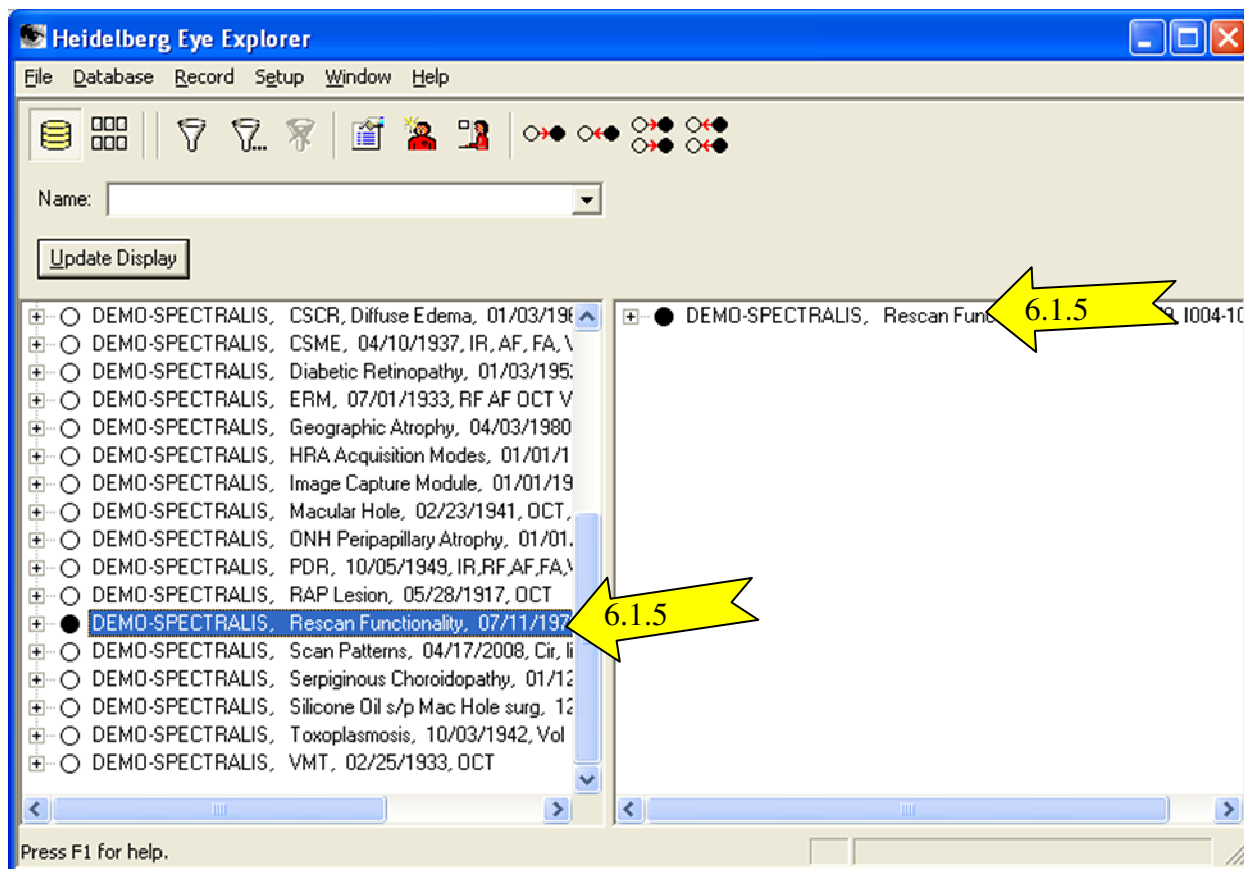 Heidelberg Eye Explorer
File Database Record Setup Window Help
Name:
Update Display
DEMO-SPECTRALIS, CSCR, Diffuse Edema, 01/03/196
DEMO-SPECTRALIS, CSME, 04/10/1937, IR, AF, FA, V
DEMO-SPECTRALIS, Diabetic Retinopathy, 01/03/195
DEMO-SPECTRALIS, ERM, 07/01/1933, RF AF OCT V
DEMO-SPECTRALIS, Geographic Atrophy, 04/03/1980
DEMO-SPECTRALIS, HRA Acquisition Modes, 01/01/1
DEMO-SPECTRALIS, Image Capture Module, 01/01/19
DEMO-SPECTRALIS, Macular Hole, 02/23/1941, OCT,
DEMO-SPECTRALIS, ONH Peripapillary Atrophy, 01/01
DEMO-SPECTRALIS, PDR, 10/05/1949, IR,RF,AF,FA,
DEMO-SPECTRALIS, RAP Lesion, 05/28/1917, OCT
DEMO-SPECTRALIS, Rescan Functionality, 07/11/197
6.1.5
DEMO-SPECTRALIS, Scan Patterns, 04/17/2008, Cir, li
DEMO-SPECTRALIS, Serpiginous Choroidopathy, 01/12
DEMO-SPECTRALIS, Silicone Oil s/p Mac Hole surg, 12
DEMO-SPECTRALIS, Toxoplasmosis, 10/03/1942, Vol
DEMO-SPECTRALIS, VMT, 02/25/1933, OCT
DEMO-SPECTRALIS, Rescan Func 9, I004-10
6.1.5
Press F1 for help.